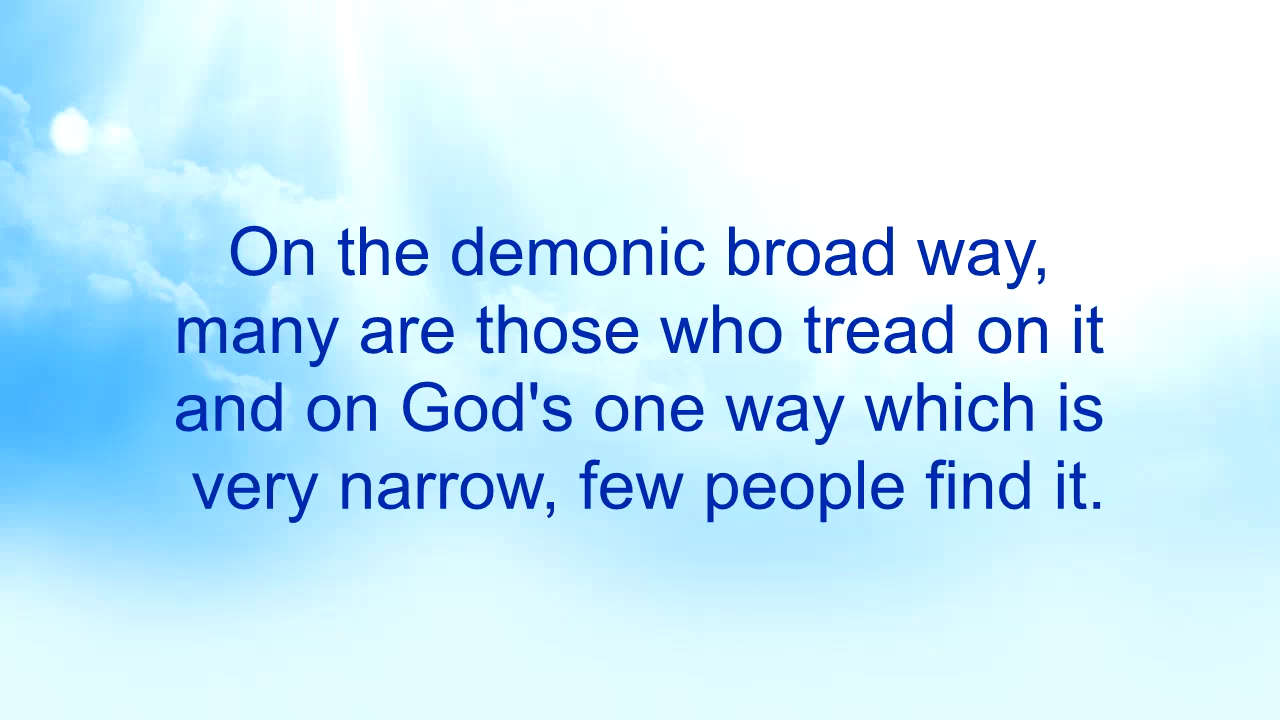 On the demonic broad way,
many are those who tread on it
and on God's one way which is
very narrow, few people find it.